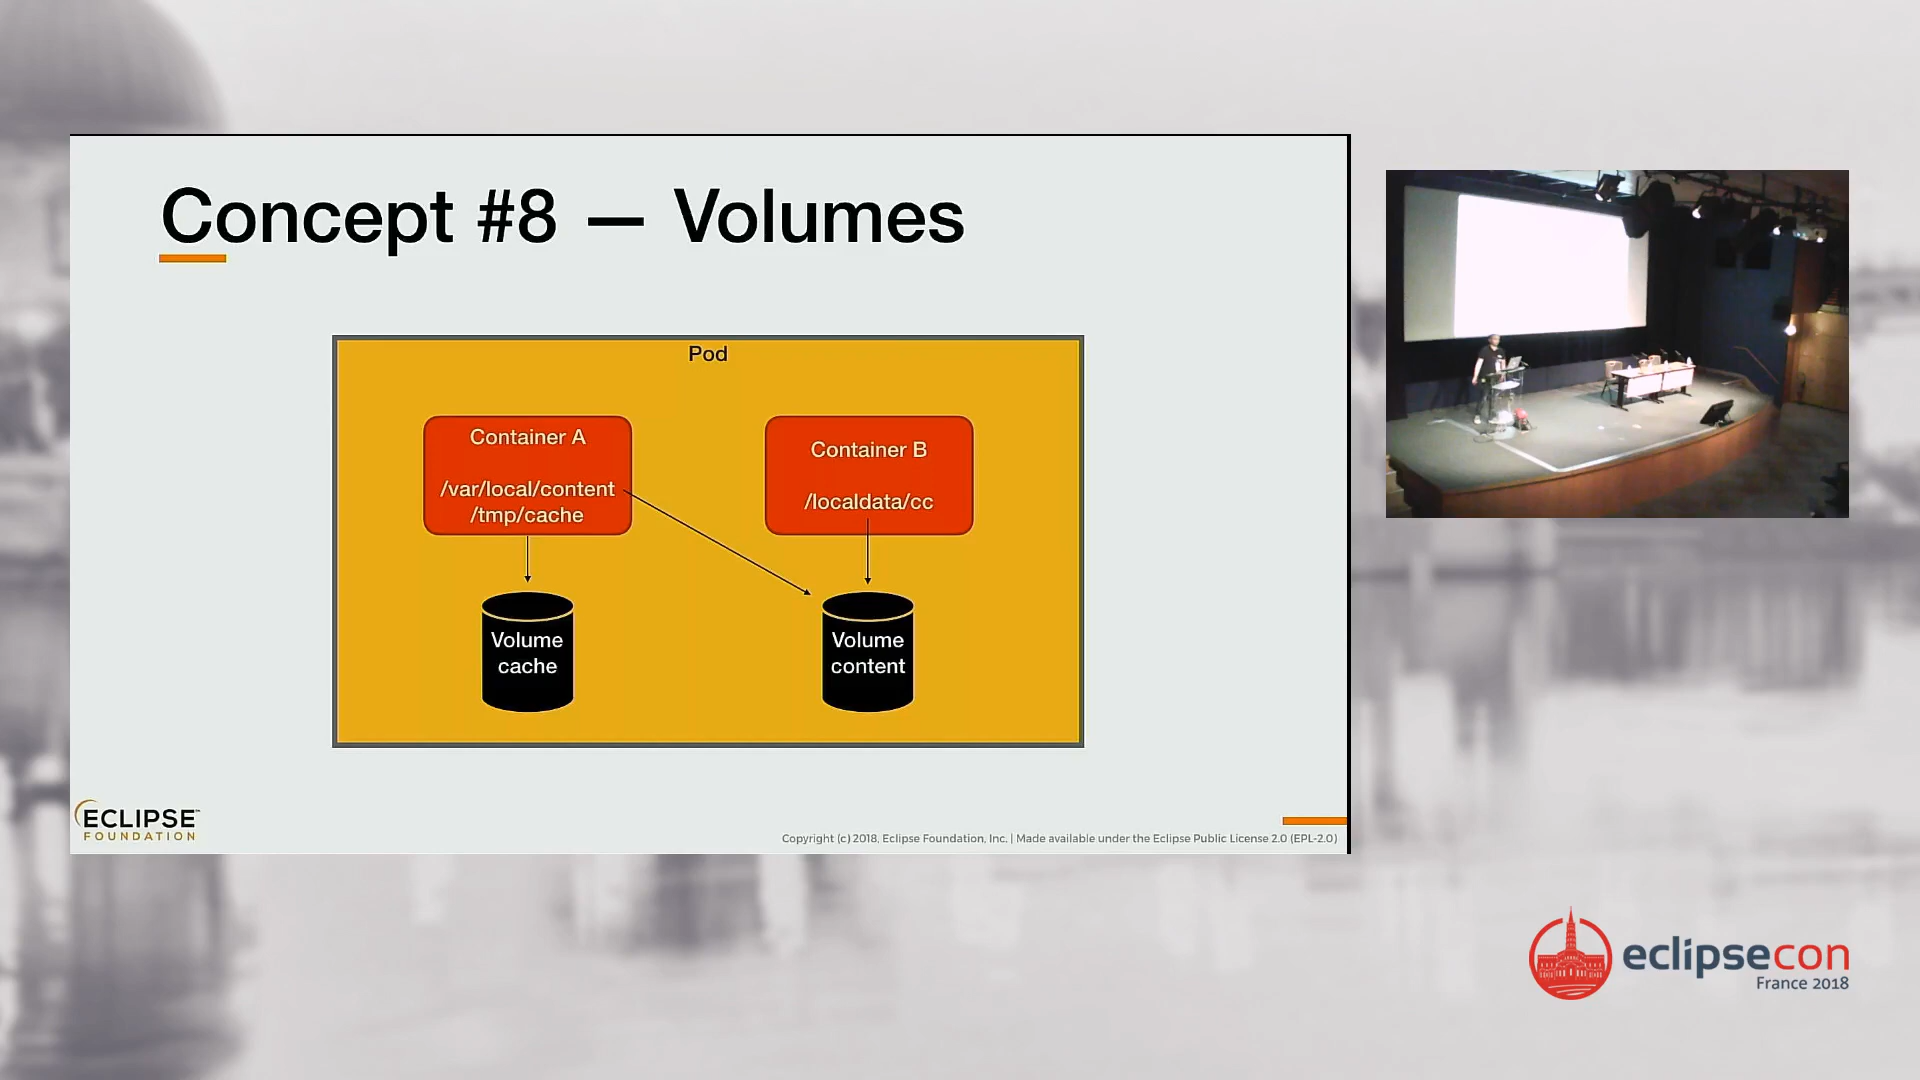 Concept #8 — Volumes
Pod
Container A
/var/local/content
/tmp/cache
Container B
/localdata/cc
Volume
cache
Volume
content
ECLIPSE™
FOUNDATION
Copyright (c) 2018, Eclipse Foundation, Inc. | Made available under the Eclipse Public License 2.0 (EPL-2.0)
eclipsecon
France 2018